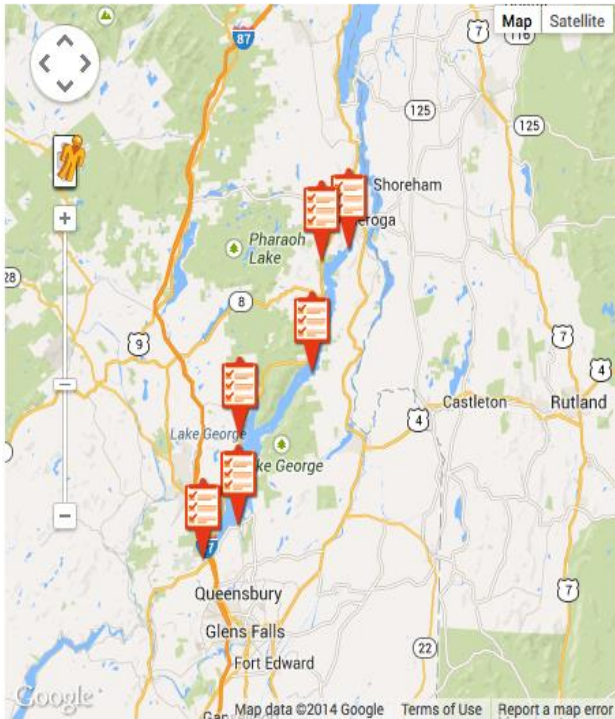 87
7
116
Map
Satellite
125
125
Shoreham
Pharaoh
Lake
8
28
9
7
4
4
Castleton
Rutland
Lake George
ke George
Queensbury
7
Glens Falls
22
Fort Edward
Google
Map data ©2014 Google
Terms of Use
Report a map error